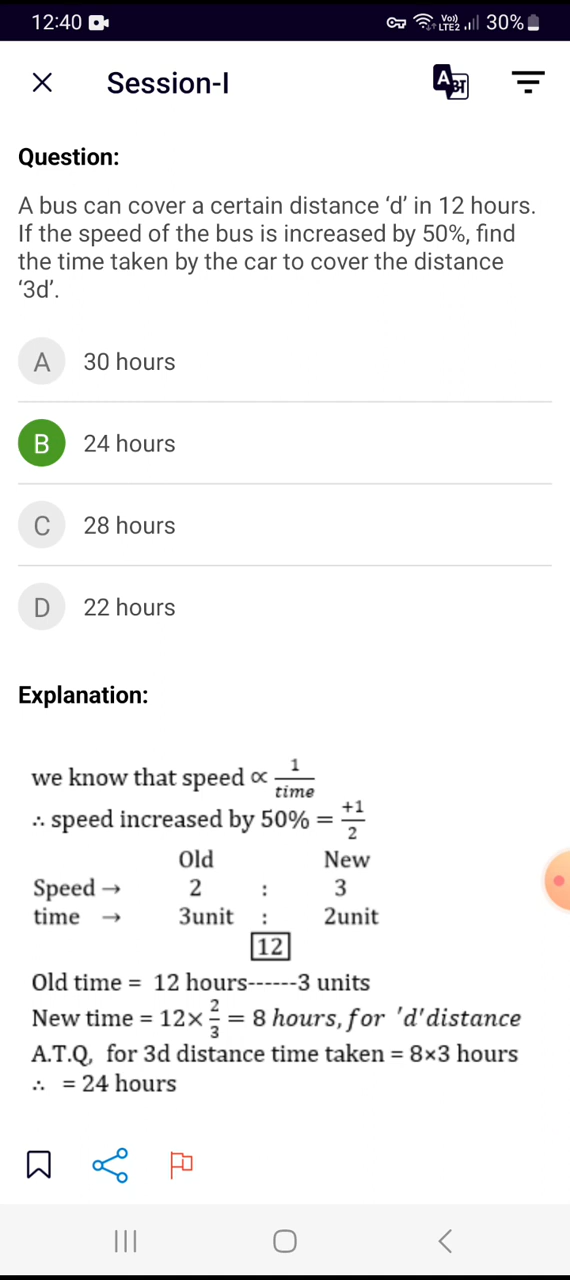 12:40 Vo)) LTE2 30%
Session-I A अ
Question:
A bus can cover a certain distance ‘d’ in 12 hours.
If the speed of the bus is increased by 50%, find
the time taken by the car to cover the distance
‘3d’.
A 30 hours
B 24 hours
C 28 hours
D 22 hours
Explanation:
we know that speed ∝ 1/time
∴ speed increased by 50% = +1/2
Old New
Speed → 2 : 3
time → 3unit : 2unit
12
Old time = 12 hours------3 units
New time = 12× 2/3 = 8 hours, for 'd' distance
A.T.Q, for 3d distance time taken = 8×3 hours
∴ = 24 hours